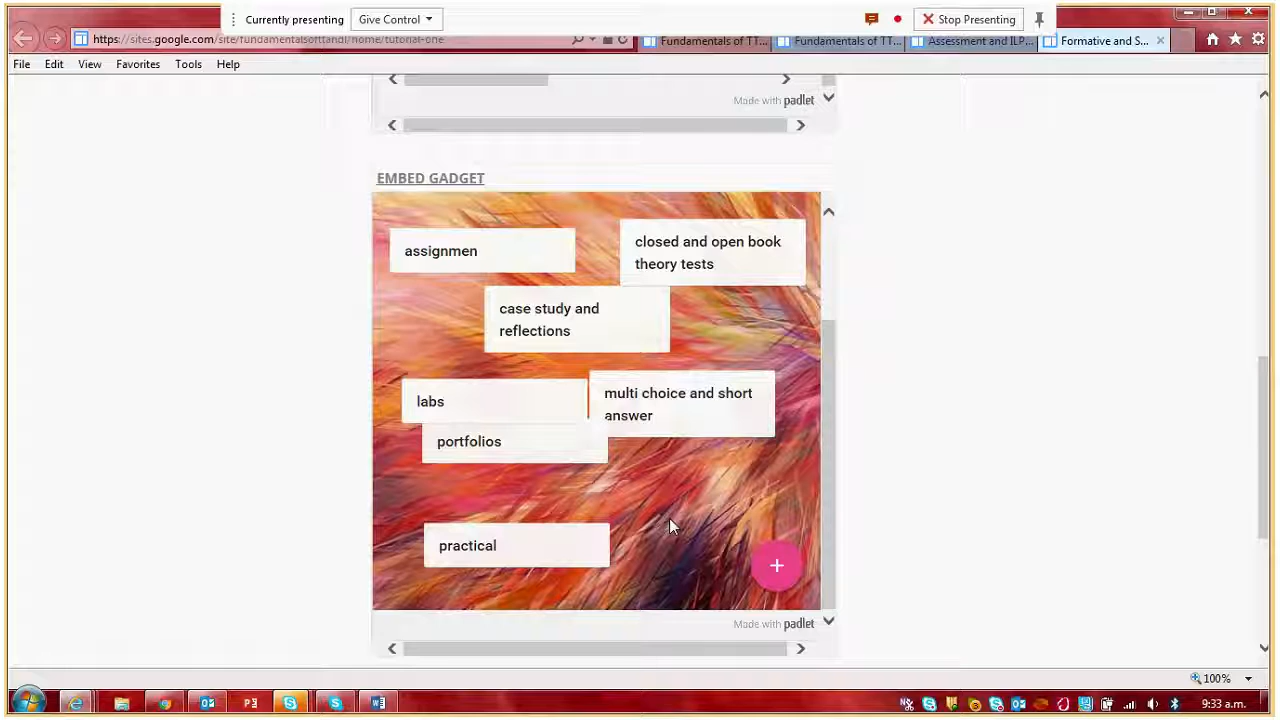 Currently presenting
Give Control
Stop Presenting
https://sites.google.com/site/fundamentalsoftandl/home/tutorial-one
Fundamentals of TT...
Fundamentals of TT...
Assessment and ILP...
Formative and S...
File Edit View Favorites Tools Help
Made with padlet
EMBED GADGET
assignmen
closed and open book
theory tests
case study and
reflections
labs
multi choice and short
answer
portfolios
practical
Made with padlet
100%
9:33 a.m.